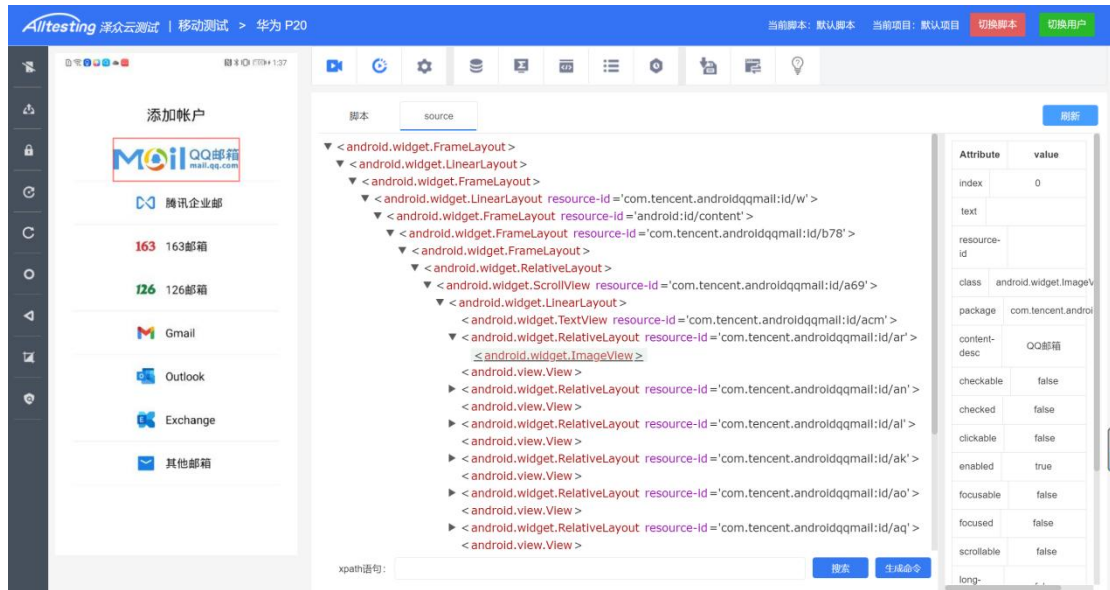 Alltesting 泽众云测试 | 移动测试 > 华为 P20
当前脚本：默认脚本 当前项目：默认项目 切换脚本 切换用户
1:37
添加帐户
Mail QQ邮箱
mail.qq.com
腾讯企业邮
163 163邮箱
126 126邮箱
Gmail
Outlook
Exchange
其他邮箱
脚本 source 刷新
▼ <android.widget.FrameLayout>
▼ <android.widget.LinearLayout>
▼ <android.widget.FrameLayout>
▼ <android.widget.LinearLayout resource-id='com.tencent.androidqqmail:id/w'>
▼ <android.widget.FrameLayout resource-id='android:id/content'>
▼ <android.widget.FrameLayout resource-id='com.tencent.androidqqmail:id/b78'>
▼ <android.widget.FrameLayout>
▼ <android.widget.RelativeLayout>
▼ <android.widget.ScrollView resource-id='com.tencent.androidqqmail:id/a69'>
▼ <android.widget.LinearLayout>
<android.widget.TextView resource-id='com.tencent.androidqqmail:id/acm'>
▼ <android.widget.RelativeLayout resource-id='com.tencent.androidqqmail:id/ar'>
<android.widget.ImageView>
<android.view.View>
▶ <android.widget.RelativeLayout resource-id='com.tencent.androidqqmail:id/an'>
<android.view.View>
▶ <android.widget.RelativeLayout resource-id='com.tencent.androidqqmail:id/al'>
<android.view.View>
▶ <android.widget.RelativeLayout resource-id='com.tencent.androidqqmail:id/ak'>
<android.view.View>
▶ <android.widget.RelativeLayout resource-id='com.tencent.androidqqmail:id/ao'>
<android.view.View>
▶ <android.widget.RelativeLayout resource-id='com.tencent.androidqqmail:id/aq'>
<android.view.View>
xpath语句： 搜索 生成命令
Attribute value
index 0
text
resource-id
class android.widget.ImageV
package com.tencent.androi
content-desc QQ邮箱
checkable false
checked false
clickable false
enabled true
focusable false
focused false
scrollable false
long-